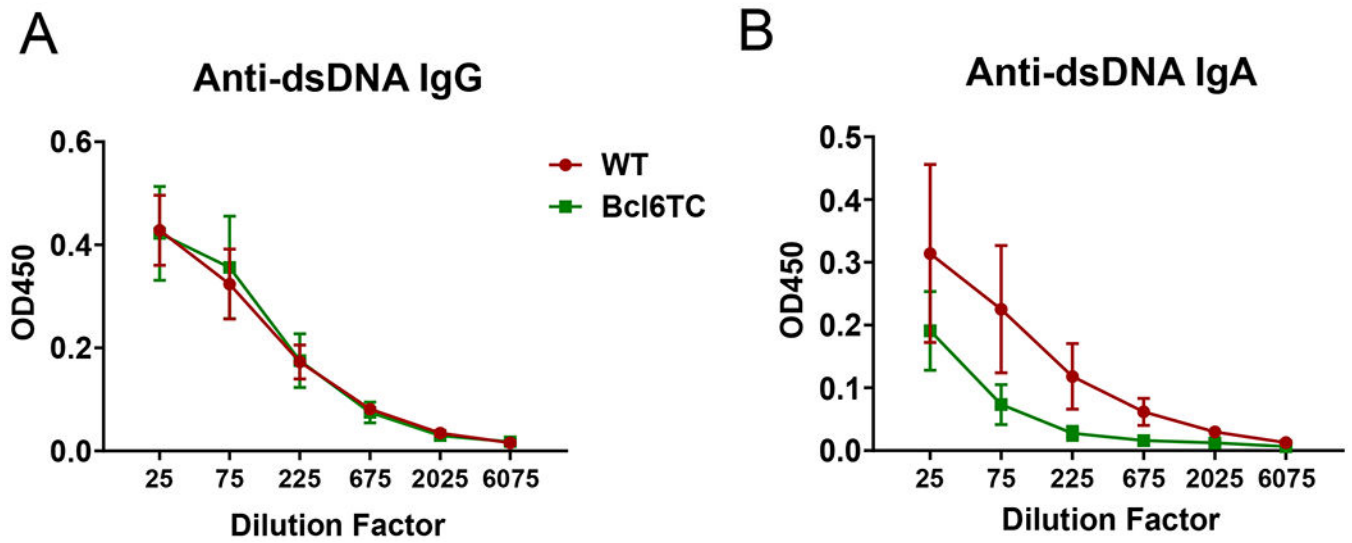 A
Anti-dsDNA IgG
0.6
0.4
0.2
0.0
OD450
25 75 225 675 2025 6075
Dilution Factor
WT
Bcl6TC
B
Anti-dsDNA IgA
0.5
0.4
0.3
0.2
0.1
0.0
OD450
25 75 225 675 2025 6075
Dilution Factor